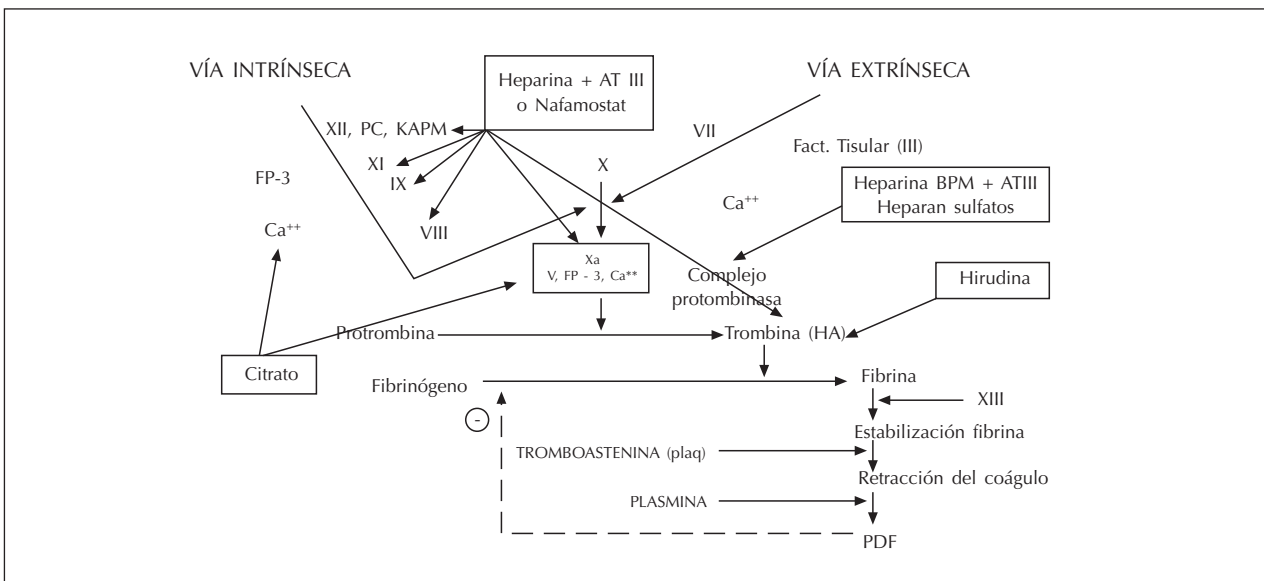 VÍA INTRÍNSECA
Heparina + AT III
o Nafamostat
VÍA EXTRÍNSECA
XII, PC, KAPM
VII
XI
X
Fact. Tisular (III)
FP-3
IX
Heparina BPM + ATIII
Heparan sulfatos
Ca++
Ca++
VIII
Xa
V, FP - 3, Ca**
Complejo
protombinasa
Hirudina
Protrombina
Trombina (HA)
Citrato
Fibrinógeno
Fibrina
XIII
-
Estabilización fibrina
TROMBOASTENINA (plaq)
Retracción del coágulo
PLASMINA
PDF